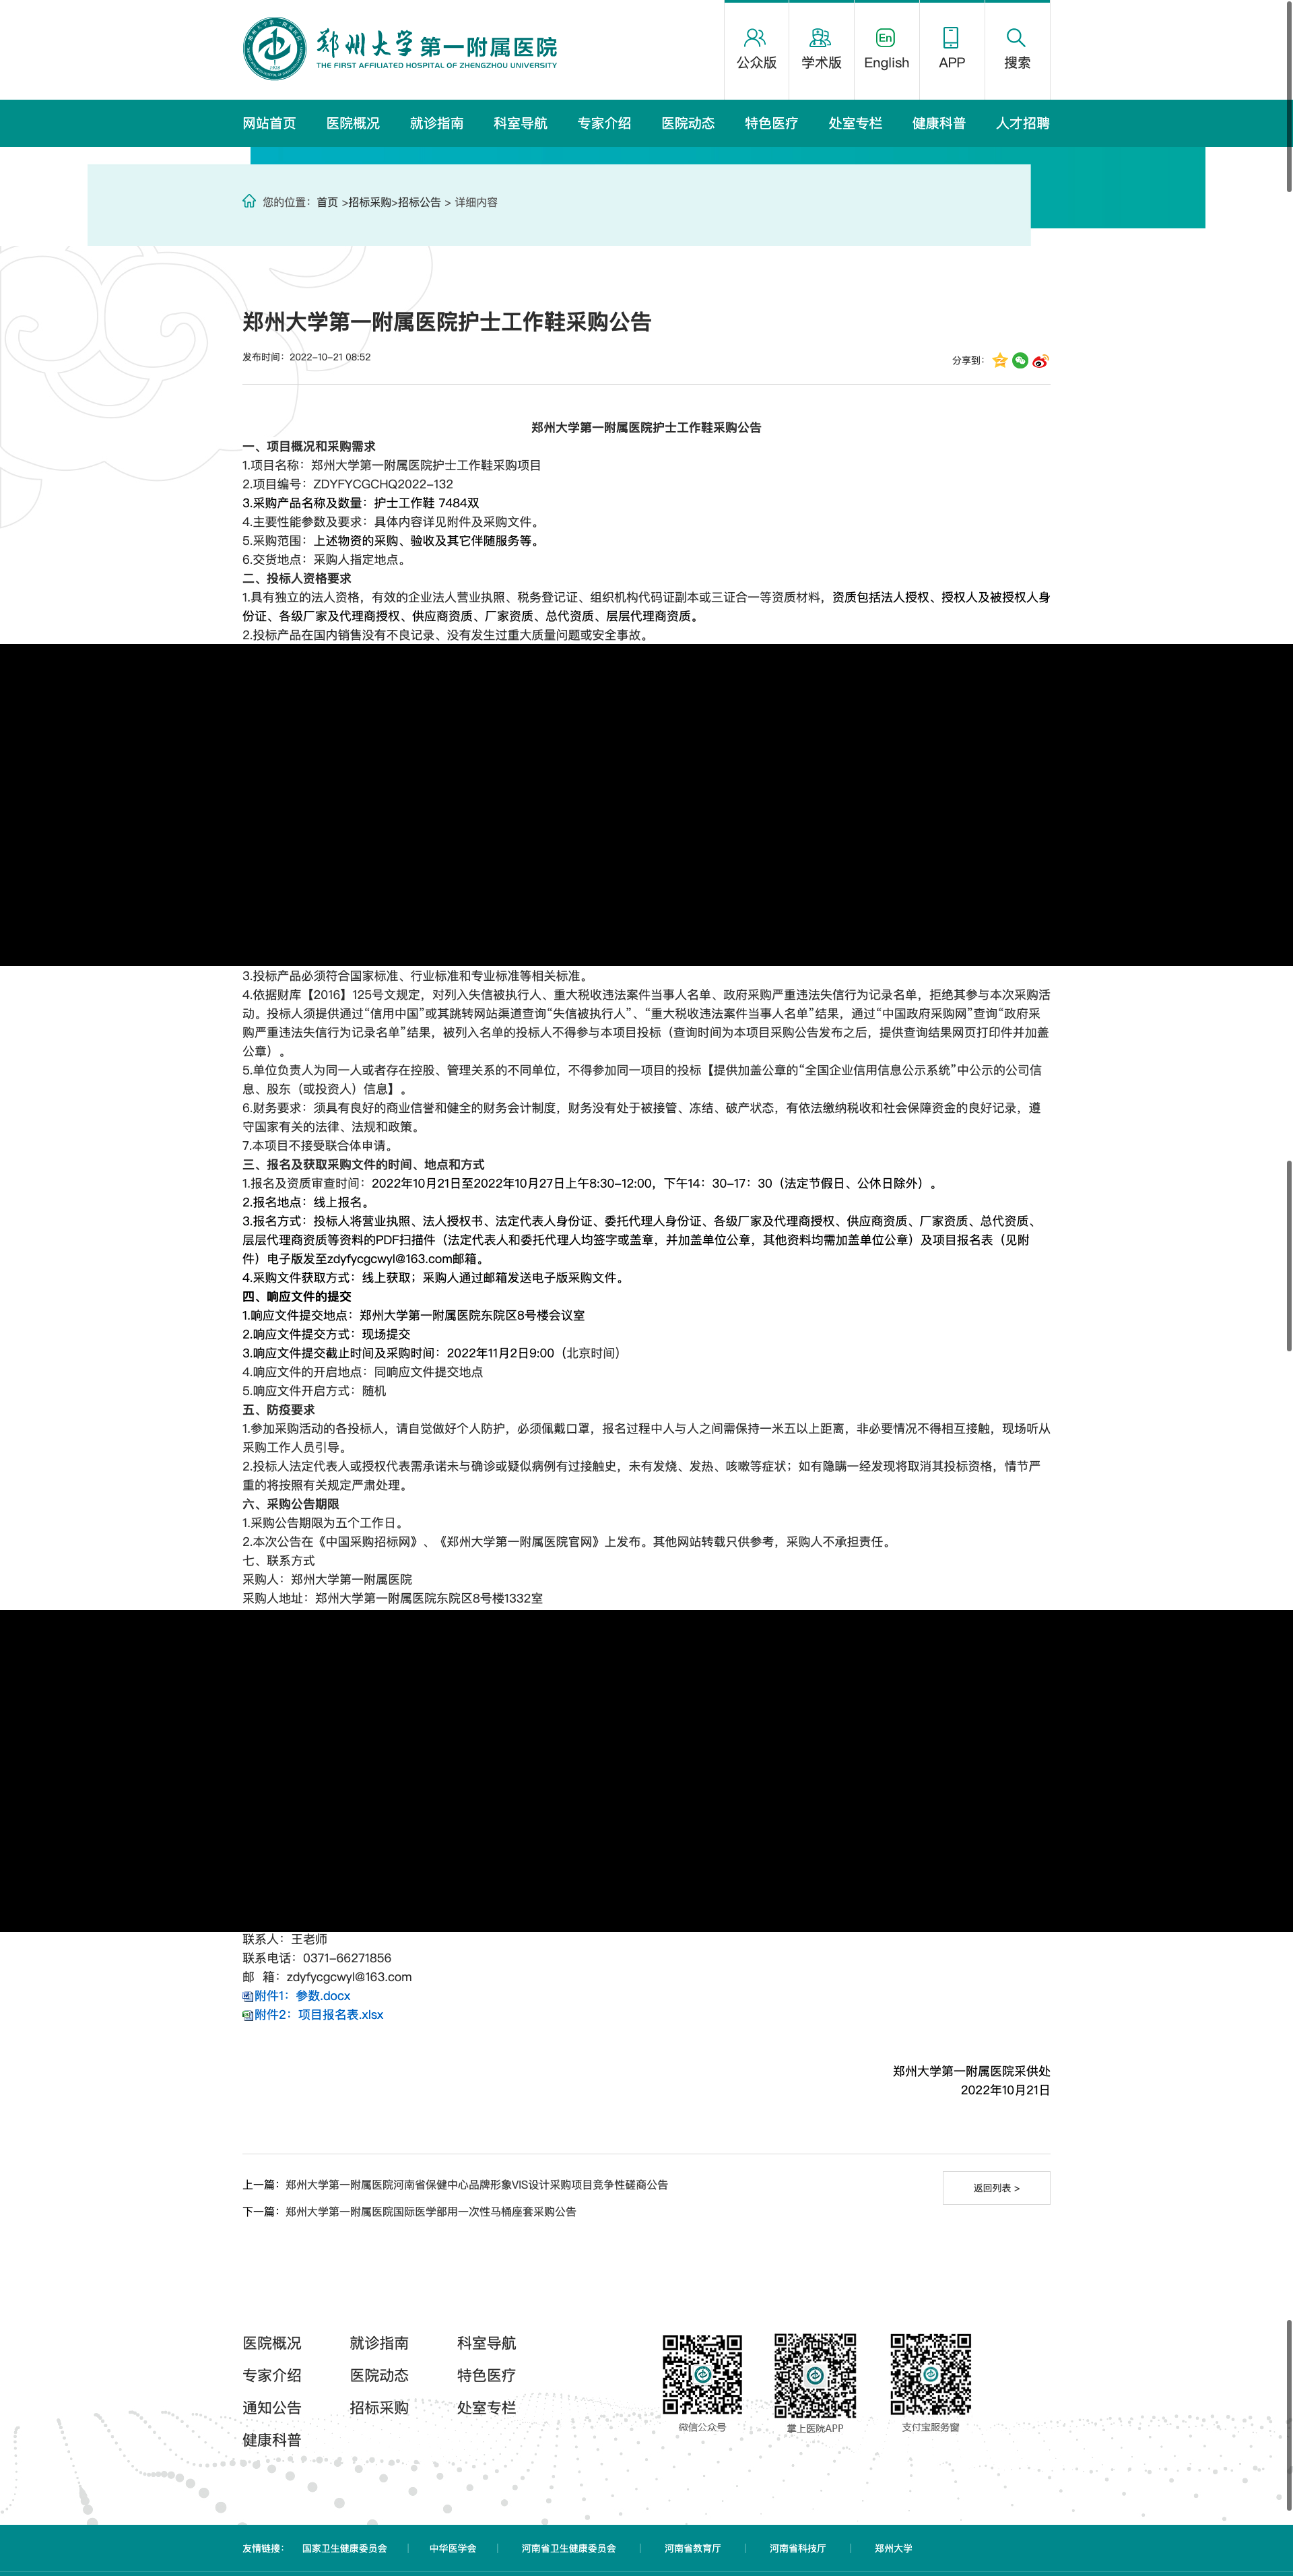 郑州大学第一附属医院
THE FIRST AFFILIATED HOSPITAL OF ZHENGZHOU UNIVERSITY
公众版 学术版 En English APP 搜索
网站首页 医院概况 就诊指南 科室导航 专家介绍 医院动态 特色医疗 处室专栏 健康科普 人才招聘
您的位置：首页 >招标采购>招标公告 > 详细内容
郑州大学第一附属医院护士工作鞋采购公告
发布时间：2022-10-21 08:52
分享到：
郑州大学第一附属医院护士工作鞋采购公告
一、项目概况和采购需求
1.项目名称：郑州大学第一附属医院护士工作鞋采购项目
2.项目编号：ZDYFYCGCHQ2022-132
3.采购产品名称及数量：护士工作鞋 7484双
4.主要性能参数及要求：具体内容详见附件及采购文件。
5.采购范围：上述物资的采购、验收及其它伴随服务等。
6.交货地点：采购人指定地点。
二、投标人资格要求
1.具有独立的法人资格，有效的企业法人营业执照、税务登记证、组织机构代码证副本或三证合一等资质材料，资质包括法人授权、授权人及被授权人身
份证、各级厂家及代理商授权、供应商资质、厂家资质、总代资质、层层代理商资质。
2.投标产品在国内销售没有不良记录、没有发生过重大质量问题或安全事故。
3.投标产品必须符合国家标准、行业标准和专业标准等相关标准。
4.依据财库【2016】125号文规定，对列入失信被执行人、重大税收违法案件当事人名单、政府采购严重违法失信行为记录名单，拒绝其参与本次采购活
动。投标人须提供通过“信用中国”或其跳转网站渠道查询“失信被执行人”、“重大税收违法案件当事人名单”结果，通过“中国政府采购网”查询“政府采
购严重违法失信行为记录名单”结果，被列入名单的投标人不得参与本项目投标（查询时间为本项目采购公告发布之后，提供查询结果网页打印件并加盖
公章）。
5.单位负责人为同一人或者存在控股、管理关系的不同单位，不得参加同一项目的投标【提供加盖公章的“全国企业信用信息公示系统”中公示的公司信
息、股东（或投资人）信息】。
6.财务要求：须具有良好的商业信誉和健全的财务会计制度，财务没有处于被接管、冻结、破产状态，有依法缴纳税收和社会保障资金的良好记录，遵
守国家有关的法律、法规和政策。
7.本项目不接受联合体申请。
三、报名及获取采购文件的时间、地点和方式
1.报名及资质审查时间：2022年10月21日至2022年10月27日上午8:30-12:00，下午14：30-17：30（法定节假日、公休日除外）。
2.报名地点：线上报名。
3.报名方式：投标人将营业执照、法人授权书、法定代表人身份证、委托代理人身份证、各级厂家及代理商授权、供应商资质、厂家资质、总代资质、
层层代理商资质等资料的PDF扫描件（法定代表人和委托代理人均签字或盖章，并加盖单位公章，其他资料均需加盖单位公章）及项目报名表（见附
件）电子版发至zdyfycgcwyl@163.com邮箱。
4.采购文件获取方式：线上获取；采购人通过邮箱发送电子版采购文件。
四、响应文件的提交
1.响应文件提交地点：郑州大学第一附属医院东院区8号楼会议室
2.响应文件提交方式：现场提交
3.响应文件提交截止时间及采购时间：2022年11月2日9:00（北京时间）
4.响应文件的开启地点：同响应文件提交地点
5.响应文件开启方式：随机
五、防疫要求
1.参加采购活动的各投标人，请自觉做好个人防护，必须佩戴口罩，报名过程中人与人之间需保持一米五以上距离，非必要情况不得相互接触，现场听从
采购工作人员引导。
2.投标人法定代表人或授权代表需承诺未与确诊或疑似病例有过接触史，未有发烧、发热、咳嗽等症状；如有隐瞒一经发现将取消其投标资格，情节严
重的将按照有关规定严肃处理。
六、采购公告期限
1.采购公告期限为五个工作日。
2.本次公告在《中国采购招标网》、《郑州大学第一附属医院官网》上发布。其他网站转载只供参考，采购人不承担责任。
七、联系方式
采购人：郑州大学第一附属医院
采购人地址：郑州大学第一附属医院东院区8号楼1332室
联系人：王老师
联系电话：0371-66271856
邮 箱：zdyfycgcwyl@163.com
附件1：参数.docx
附件2：项目报名表.xlsx
郑州大学第一附属医院采供处
2022年10月21日
上一篇：郑州大学第一附属医院河南省保健中心品牌形象VIS设计采购项目竞争性磋商公告
返回列表 >
下一篇：郑州大学第一附属医院国际医学部用一次性马桶座套采购公告
医院概况 就诊指南 科室导航
专家介绍 医院动态 特色医疗
通知公告 招标采购 处室专栏
健康科普
微信公众号 掌上医院APP 支付宝服务窗
友情链接： 国家卫生健康委员会 | 中华医学会 | 河南省卫生健康委员会 | 河南省教育厅 | 河南省科技厅 | 郑州大学